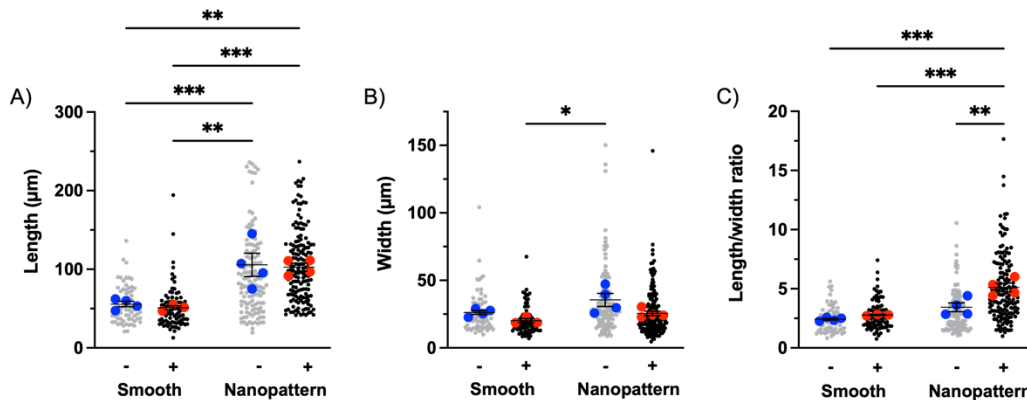 A)
**
***
***
**
Length (µm)
300
200
100
0
- + - +
Smooth Nanopattern
B)
*
Width (µm)
150
100
50
0
- + - +
Smooth Nanopattern
C)
***
***
**
Length/width ratio
20
15
10
5
0
- + - +
Smooth Nanopattern